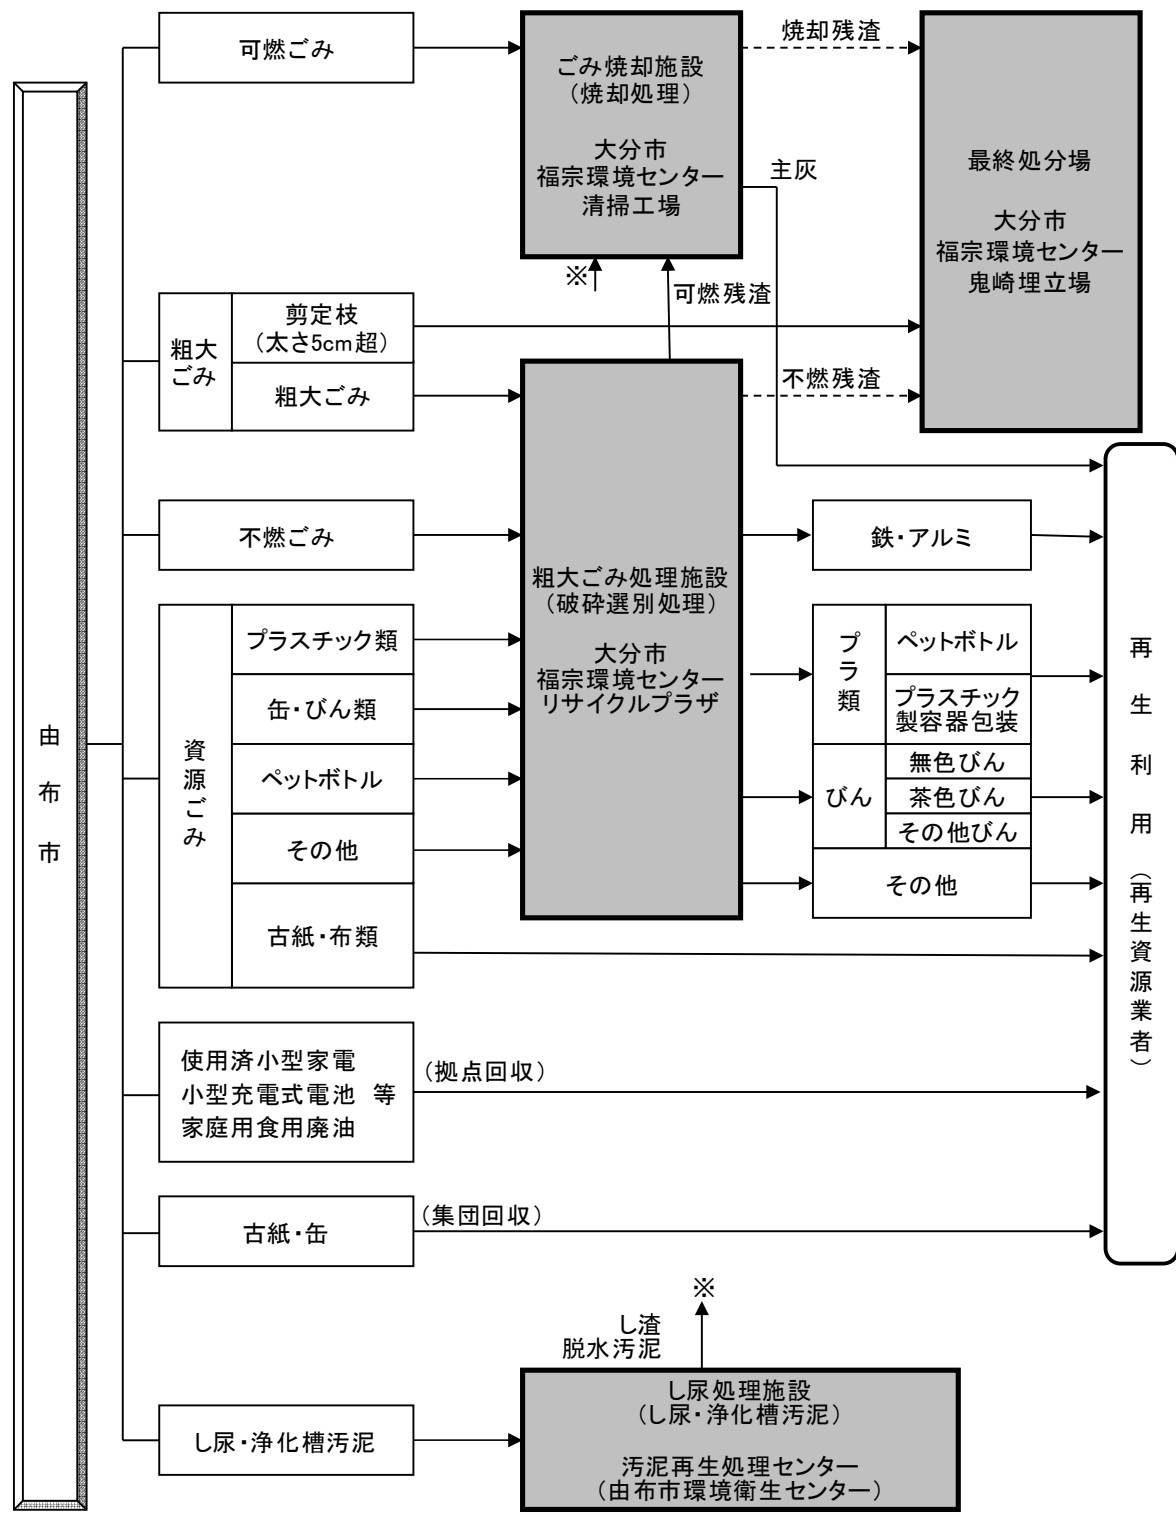 由布市
可燃ごみ
ごみ焼却施設
（焼却処理）
大分市
福宗環境センター
清掃工場
焼却残渣
主灰
最終処分場
大分市
福宗環境センター
鬼崎埋立場
※
可燃残渣
粗大
ごみ
剪定枝
（太さ5cm超）
粗大ごみ
不燃残渣
不燃ごみ
粗大ごみ処理施設
（破砕選別処理）
大分市
福宗環境センター
リサイクルプラザ
鉄・アルミ
資源ごみ
プラスチック類
缶・びん類
ペットボトル
その他
古紙・布類
プラ類
ペットボトル
プラスチック
製容器包装
びん
無色びん
茶色びん
その他びん
その他
再生利用（再生資源業者）
使用済小型家電
小型充電式電池　等
家庭用食用廃油
（拠点回収）
古紙・缶
（集団回収）
※
し渣
脱水汚泥
し尿・浄化槽汚泥
し尿処理施設
（し尿・浄化槽汚泥）
汚泥再生処理センター
（由布市環境衛生センター）